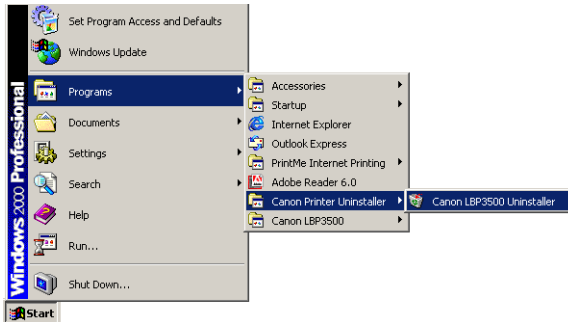 Set Program Access and Defaults
Windows Update
Programs
Documents
Settings
Search
Help
Run...
Shut Down...
Windows 2000 Professional
Start
Accessories
Startup
Internet Explorer
Outlook Express
PrintMe Internet Printing
Adobe Reader 6.0
Canon Printer Uninstaller
Canon LBP3500
Canon LBP3500 Uninstaller